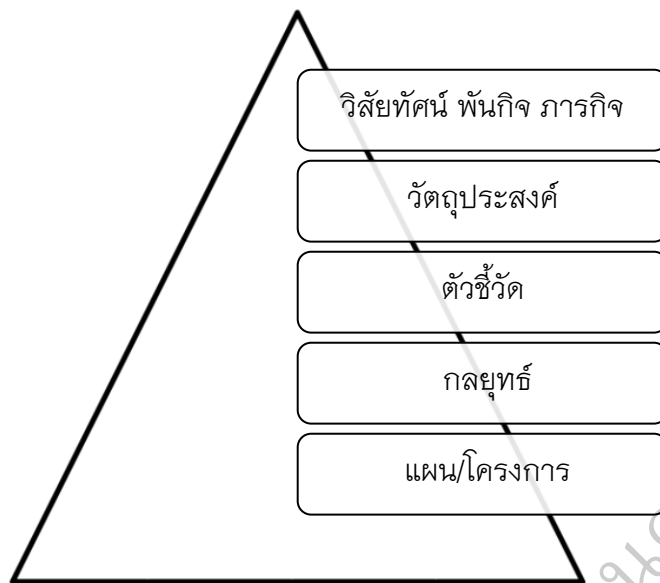 วิสัยทัศน์ พันกิจ ภารกิจ
วัตถุประสงค์
ตัวชี้วัด
กลยุทธ์
แผน/โครงการ